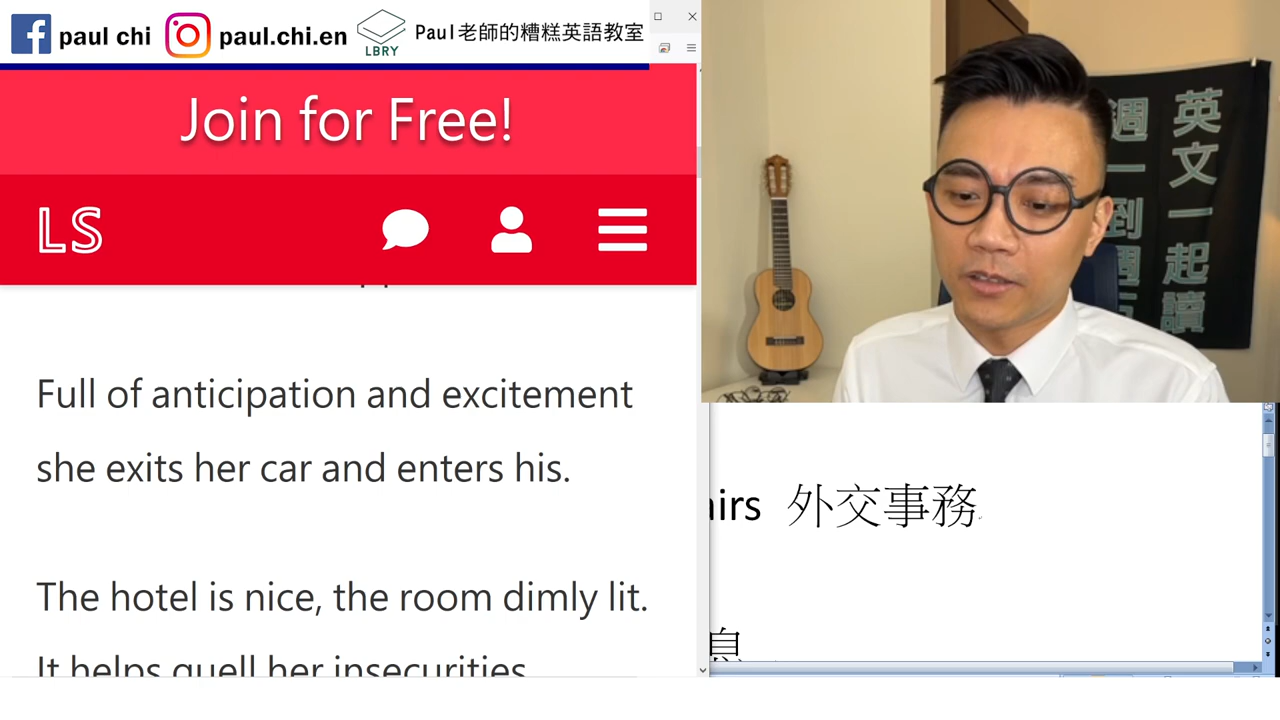 paul chi
paul.chi.en
LBRY
Paul老師的糟糕英語教室
Join for Free!
LS
Full of anticipation and excitement
she exits her car and enters his.
The hotel is nice, the room dimly lit.
It helps quell her insecurities
英文一起讀
週一到週
airs 外交事務
息